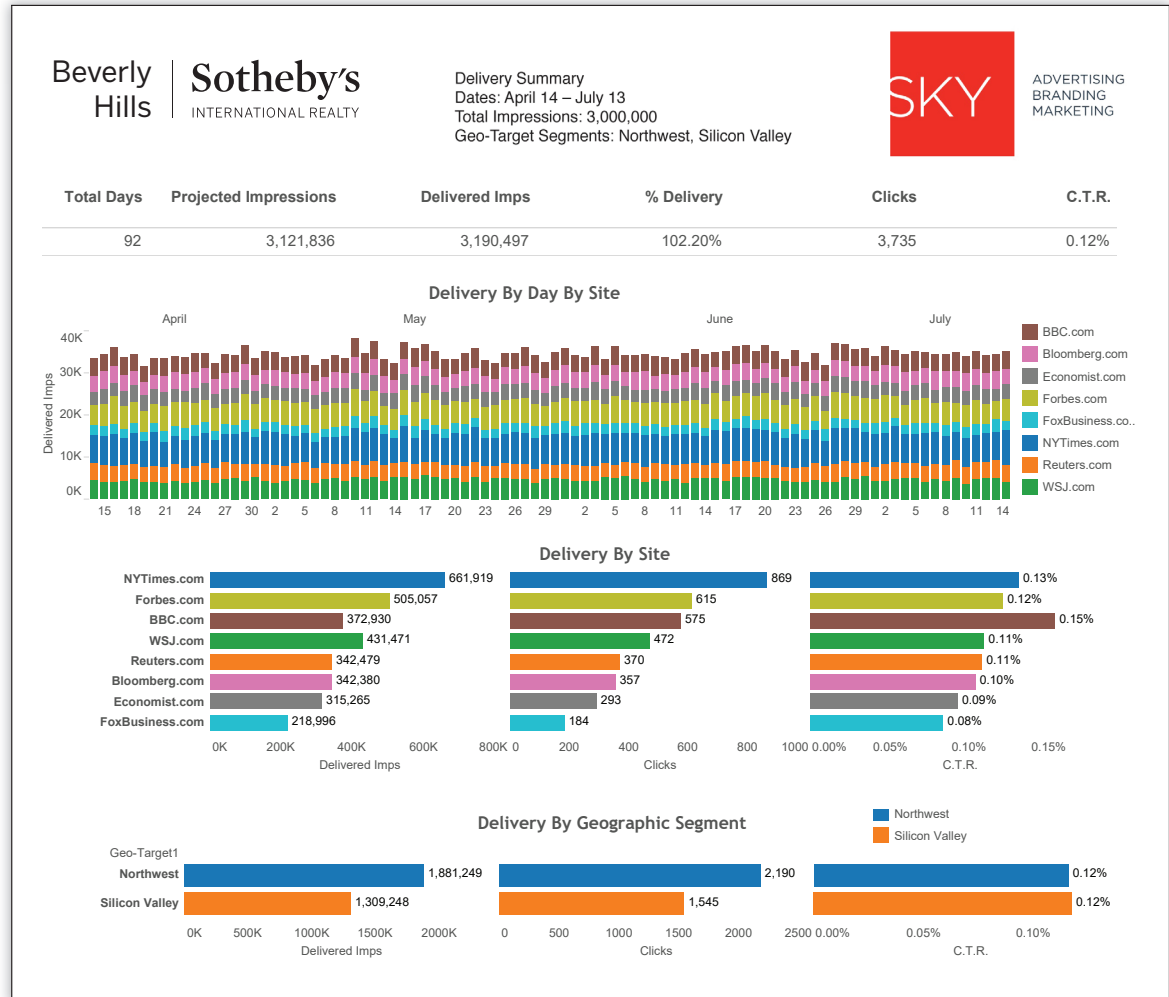 Beverly
Hills
Sotheby's
INTERNATIONAL REALTY
Delivery Summary
Dates: April 14 – July 13
Total Impressions: 3,000,000
Geo-Target Segments: Northwest, Silicon Valley
SKY
ADVERTISING
BRANDING
MARKETING
Total Days Projected Impressions Delivered Imps % Delivery Clicks C.T.R.
92 3,121,836 3,190,497 102.20% 3,735 0.12%
Delivery By Day By Site
April May June July
Delivered Imps
40K
30K
20K
10K
0K
15 18 21 24 27 30 2 5 8 11 14 17 20 23 26 29 2 5 8 11 14 17 20 23 26 29 2 5 8 11 14
BBC.com
Bloomberg.com
Economist.com
Forbes.com
FoxBusiness.co..
NYTimes.com
Reuters.com
WSJ.com
Delivery By Site
NYTimes.com 661,919 869 0.13%
Forbes.com 505,057 615 0.12%
BBC.com 372,930 575 0.15%
WSJ.com 431,471 472 0.11%
Reuters.com 342,479 370 0.11%
Bloomberg.com 342,380 357 0.10%
Economist.com 315,265 293 0.09%
FoxBusiness.com 218,996 184 0.08%
0K 200K 400K 600K 800K 0 200 400 600 800 1000 0.00% 0.05% 0.10% 0.15%
Delivered Imps Clicks C.T.R.
Delivery By Geographic Segment
Northwest
Silicon Valley
Geo-Target1
Northwest 1,881,249 2,190 0.12%
Silicon Valley 1,309,248 1,545 0.12%
0K 500K 1000K 1500K 2000K 0 500 1000 1500 2000 2500 0.00% 0.05% 0.10%
Delivered Imps Clicks C.T.R.